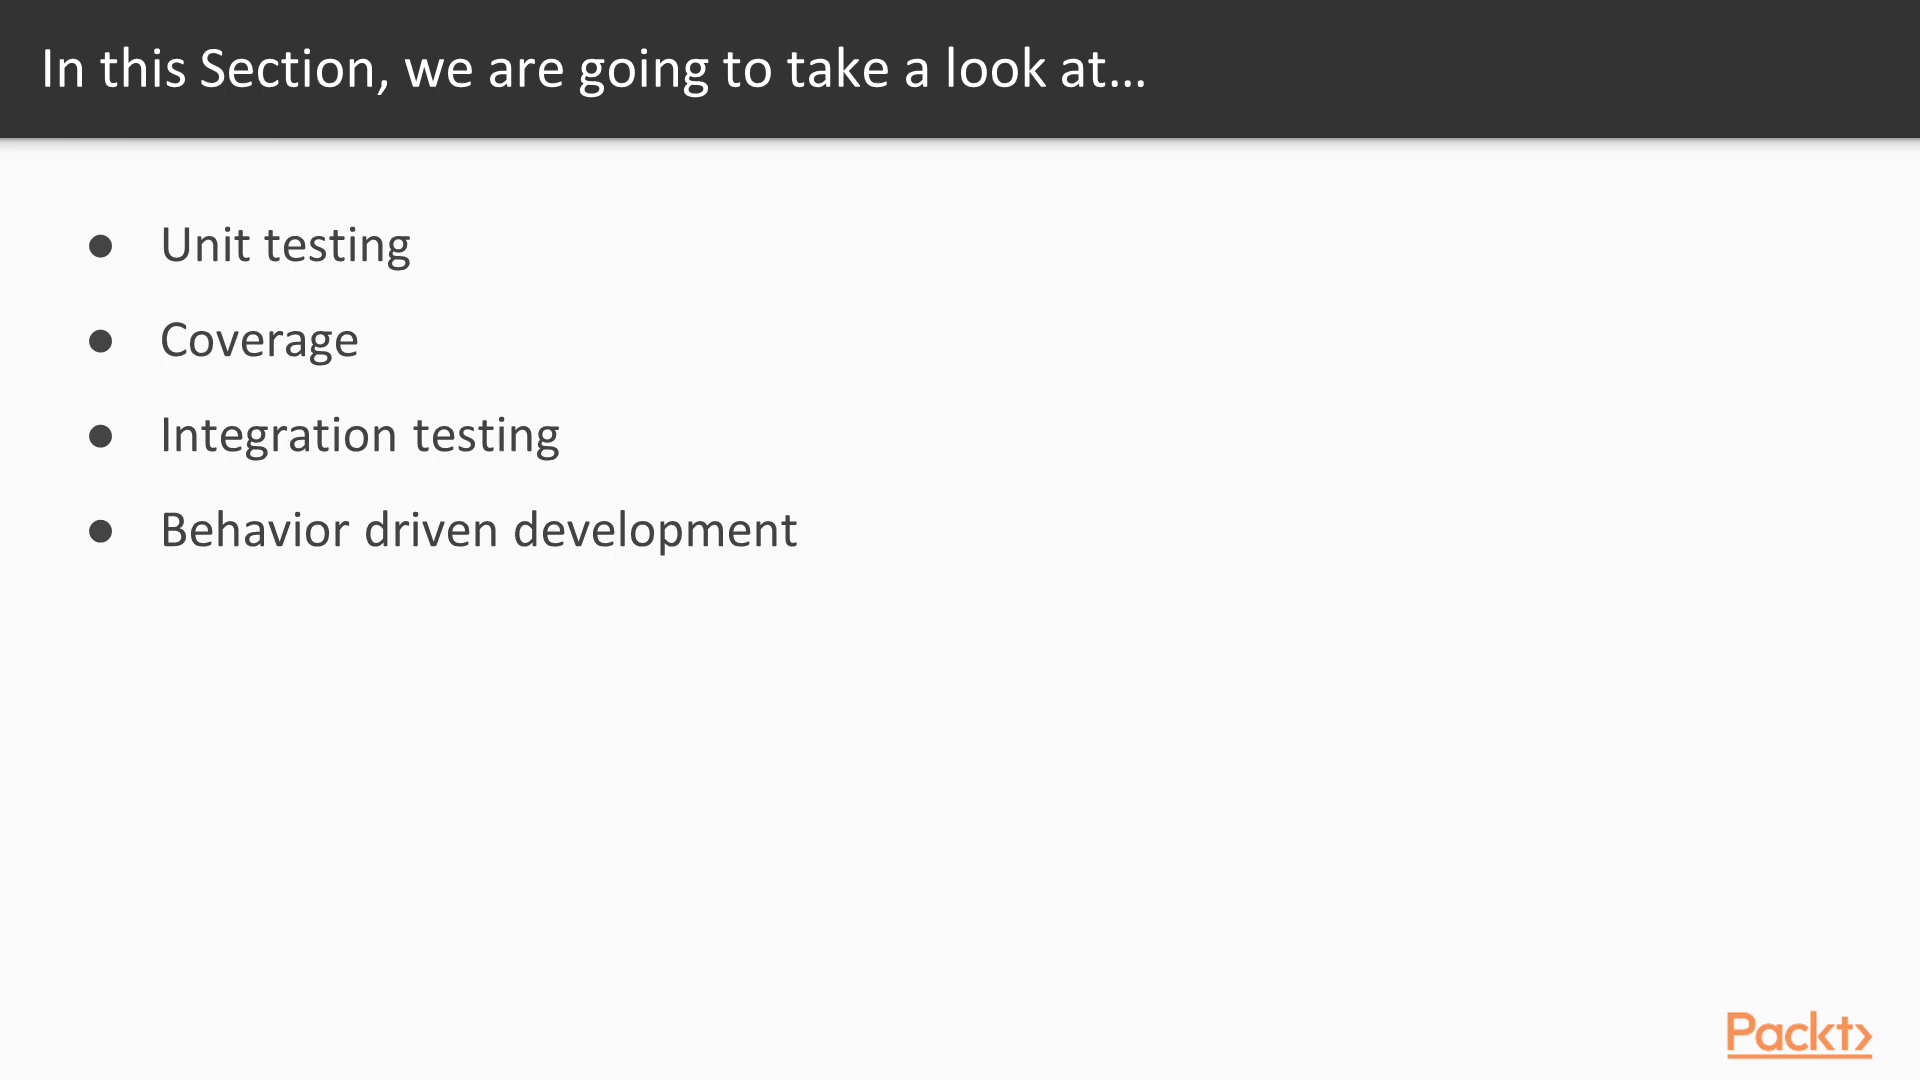 In this Section, we are going to take a look at...
● Unit testing
● Coverage
● Integration testing
● Behavior driven development
Packt>